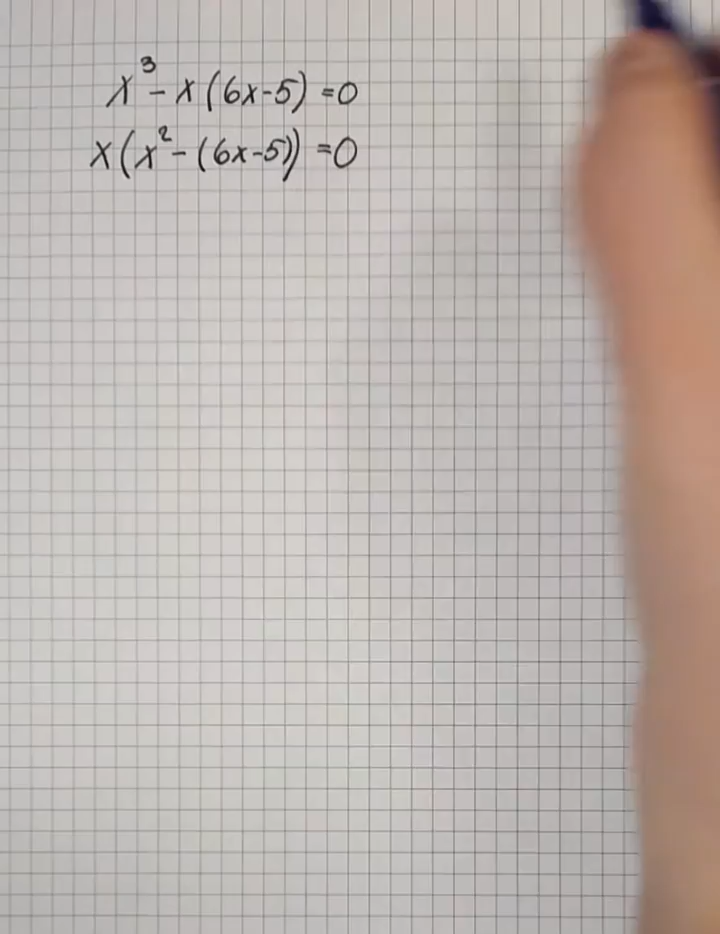 x³ - x (6x-5) = 0
x (x² - (6x-5)) = 0